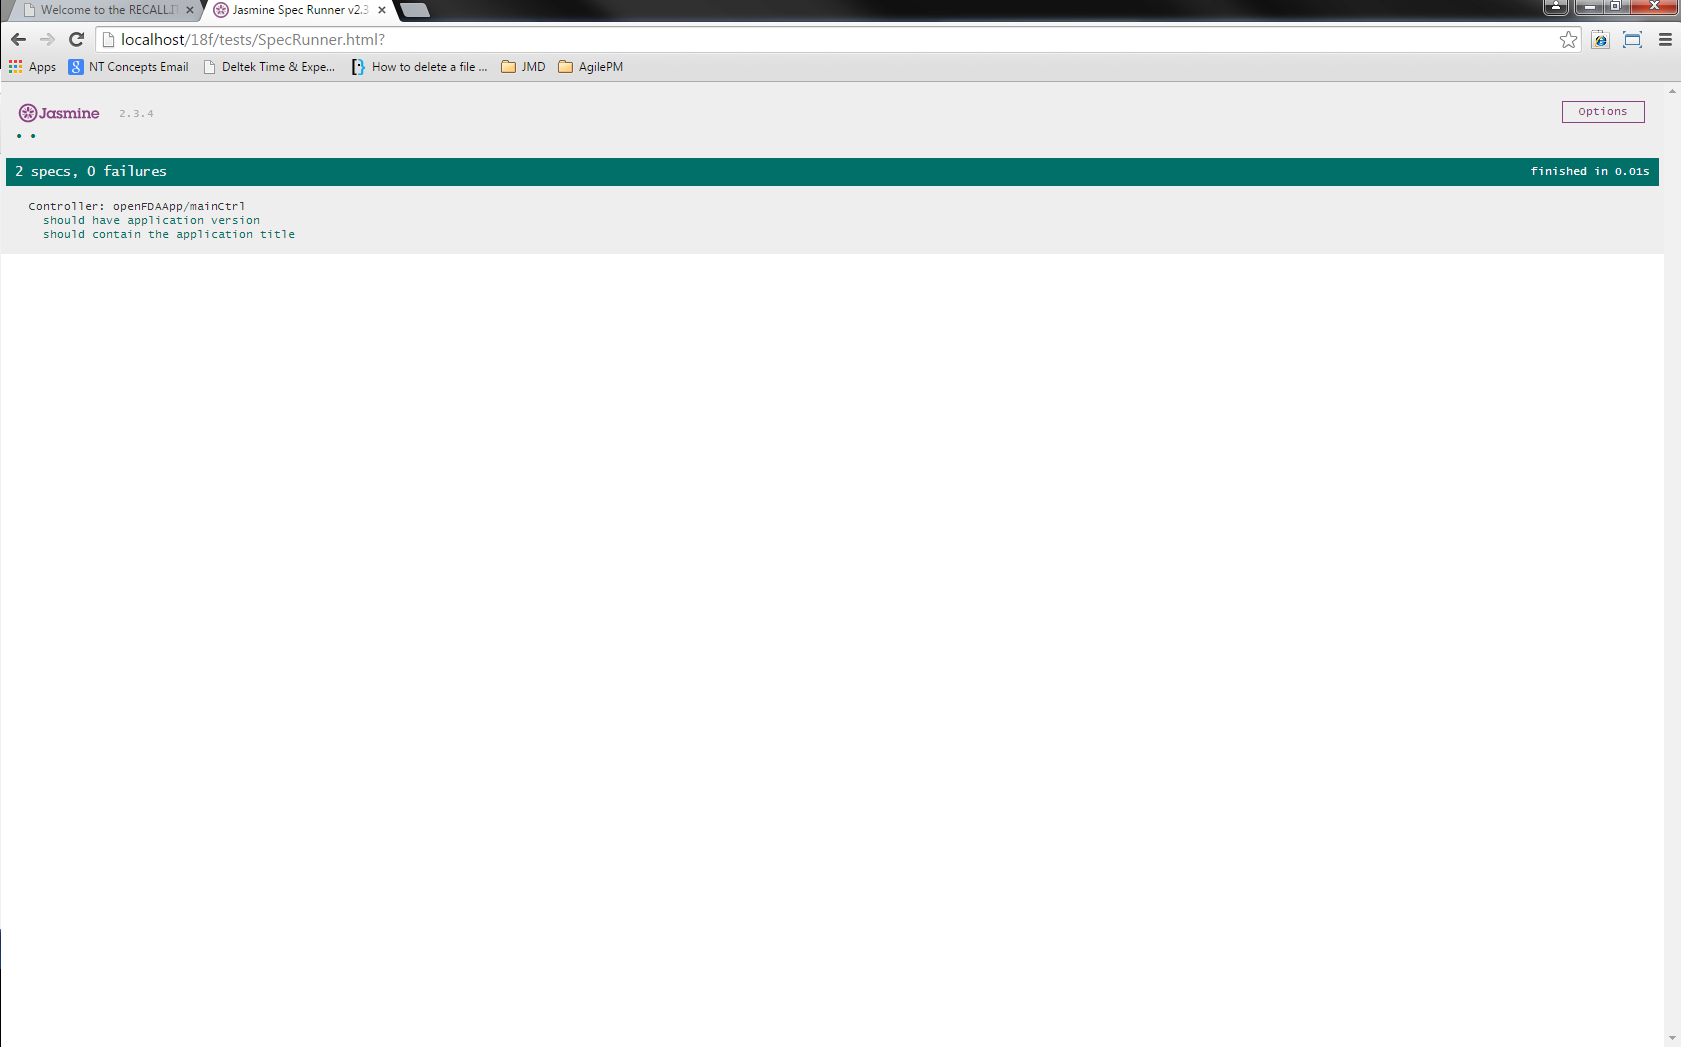 Welcome to the RECALL.IT
Jasmine Spec Runner v2.3
localhost/18f/tests/SpecRunner.html?
Apps NT Concepts Email Deltek Time & Expe... How to delete a file ... JMD AgilePM
Jasmine 2.3.4 Options
2 specs, 0 failures finished in 0.01s
Controller: openFDAApp/mainCtrl
should have application version
should contain the application title